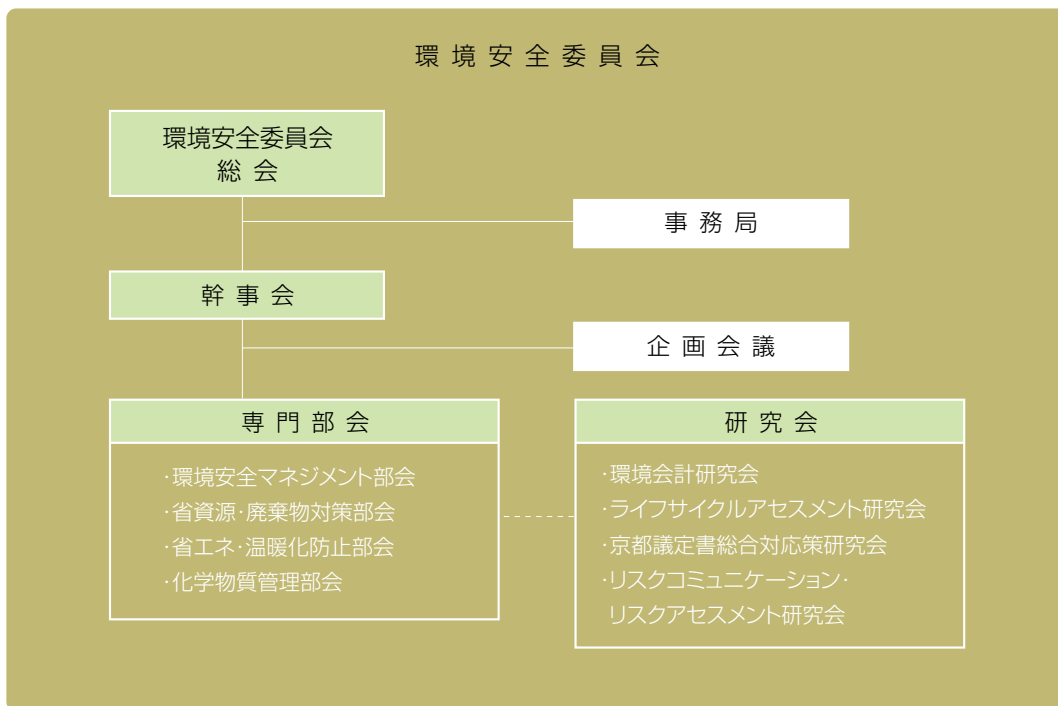 環境安全委員会
環境安全委員会
総会
事務局
幹事会
企画会議
専門部会
・環境安全マネジメント部会
・省資源・廃棄物対策部会
・省エネ・温暖化防止部会
・化学物質管理部会
研究会
・環境会計研究会
・ライフサイクルアセスメント研究会
・京都議定書総合対応策研究会
・リスクコミュニケーション・
リスクアセスメント研究会